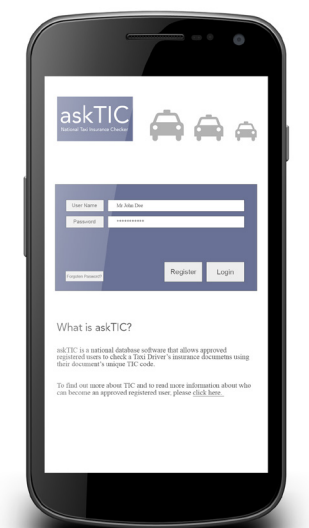 askTIC
National Taxi Insurance Checker
User Name
Mr John Doe
Password
***********
Forgotten Password?
Register
Login
What is askTIC?
askTIC is a national database software that allows approved
registered users to check a Taxi Driver's insurance documetns using
their document's unique TIC code.
To find out more about TIC and to read more information about who
can become an approved registered user, please click here.